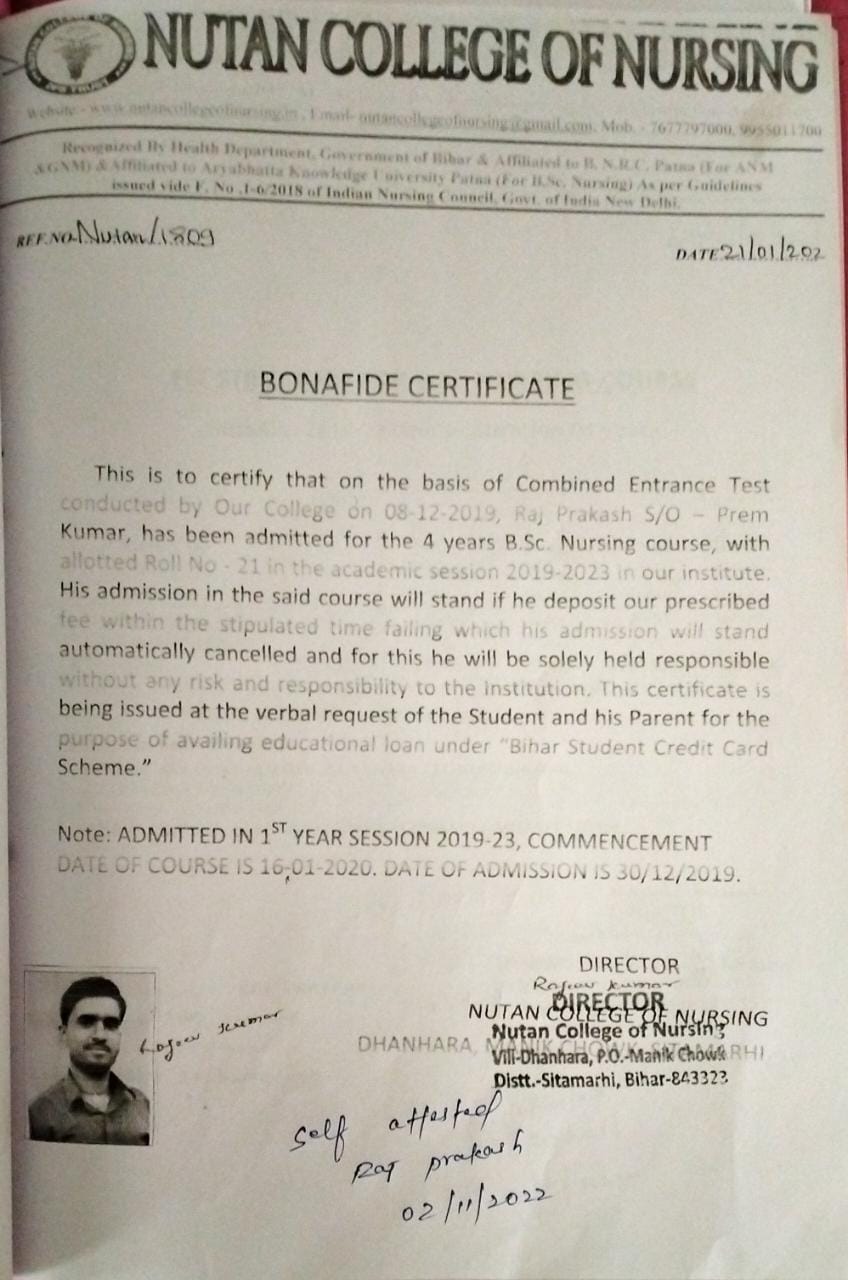 NUTAN COLLEGE OF NURSING
Website:- www.nutancollegeofnursing.in , Email- nutancollegeofnursing@gmail.com, Mob. - 7677797000, 9955011700
Recognized By Health Department, Government of Bihar & Affiliated to B. N.R.C. Patna (For ANM
&GNM) & Affiliated to Aryabhatta Knowledge University Patna (For B.Sc. Nursing) As per Guidelines
issued vide F. No .1-6/2018 of Indian Nursing Council, Govt. of India New Delhi.
REF.NO-Nutan/1809
DATE 21/01/202
BONAFIDE CERTIFICATE
This is to certify that on the basis of Combined Entrance Test
conducted by Our College on 08-12-2019, Raj Prakash S/O – Prem
Kumar, has been admitted for the 4 years B.Sc. Nursing course, with
allotted Roll No - 21 in the academic session 2019-2023 in our institute.
His admission in the said course will stand if he deposit our prescribed
fee within the stipulated time failing which his admission will stand
automatically cancelled and for this he will be solely held responsible
without any risk and responsibility to the Institution. This certificate is
being issued at the verbal request of the Student and his Parent for the
purpose of availing educational loan under "Bihar Student Credit Card
Scheme."
Note: ADMITTED IN 1ST YEAR SESSION 2019-23, COMMENCEMENT
DATE OF COURSE IS 16-01-2020. DATE OF ADMISSION IS 30/12/2019.
DIRECTOR
Rajeev Kumar
DIRECTOR
NUTAN COLLEGE OF NURSING
Nutan College of Nursing
DHANHARA, MANIK CHOWK, SITAMARHI
Vill-Dhanhara, P.O.-Manik Chowk
Distt.-Sitamarhi, Bihar-843323
Rajeev Kumar
Self attested
Raj prakash
02/11/2022